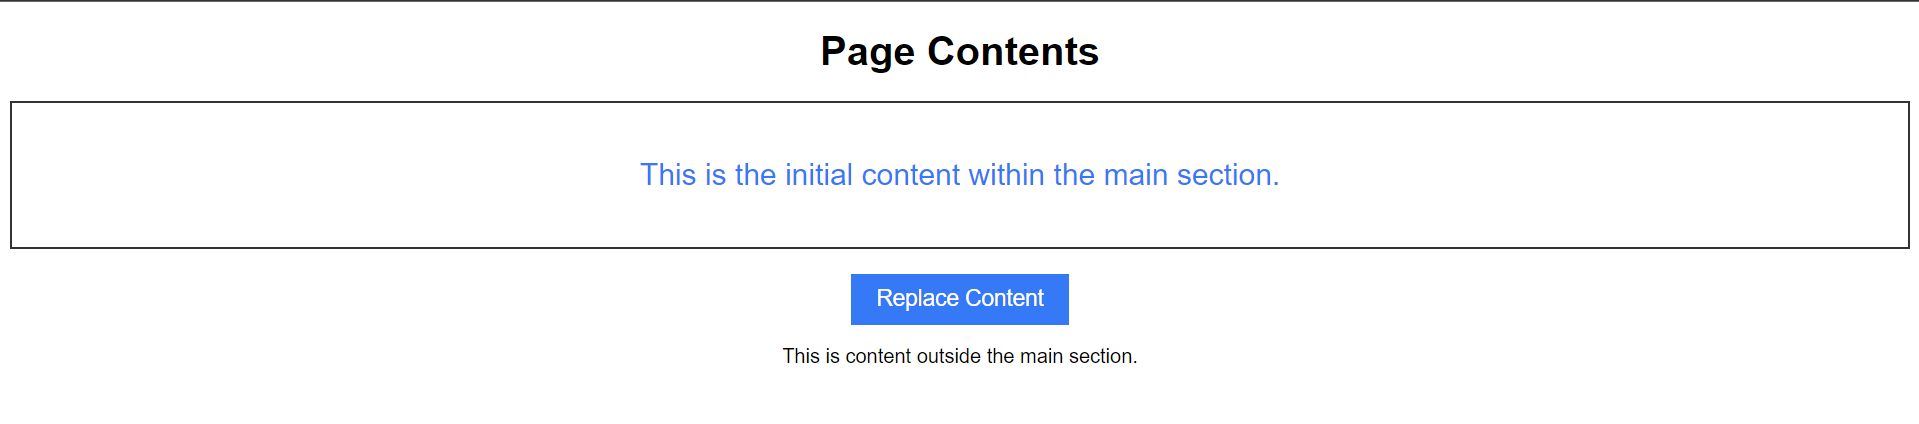 Page Contents
This is the initial content within the main section.
Replace Content
This is content outside the main section.